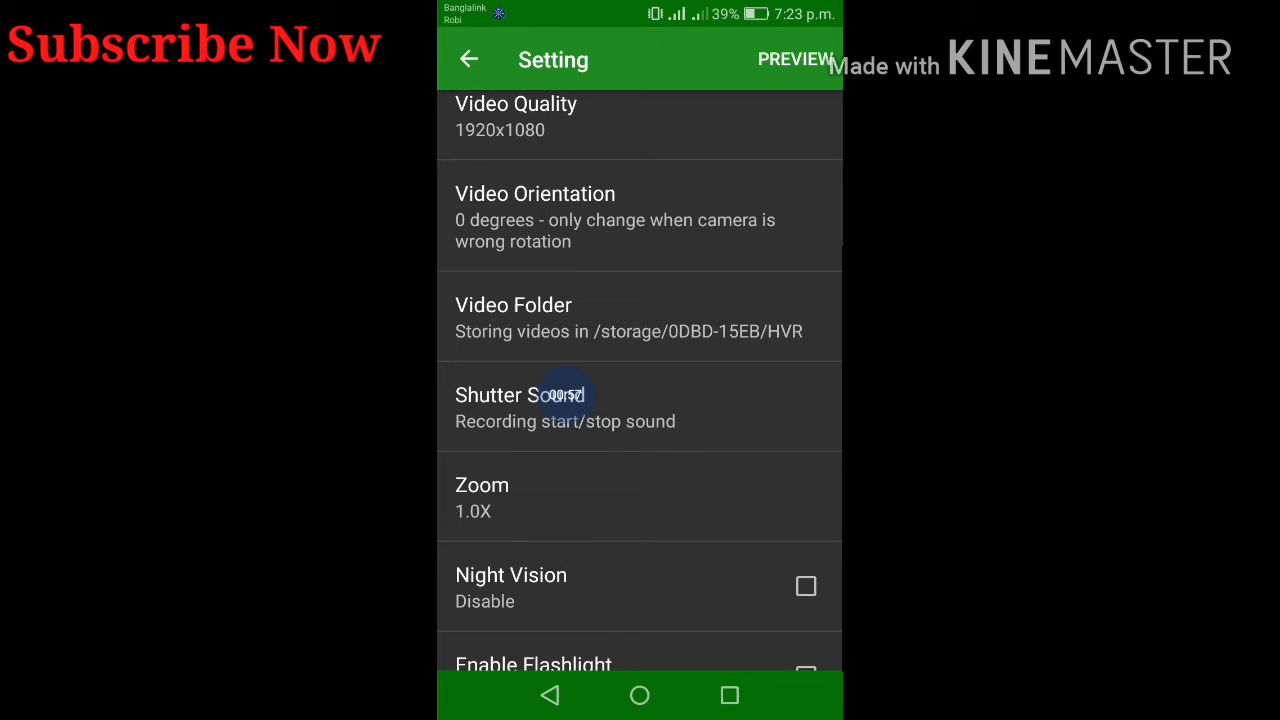 Subscribe Now
Banglalink
Robi
39% 7:23 p.m.
Setting
PREVIEW
Made with KINEMASTER
Video Quality
1920x1080
Video Orientation
0 degrees - only change when camera is
wrong rotation
Video Folder
Storing videos in /storage/0DBD-15EB/HVR
Shutter Sound
00:57
Recording start/stop sound
Zoom
1.0X
Night Vision
Disable
Enable Flashlight